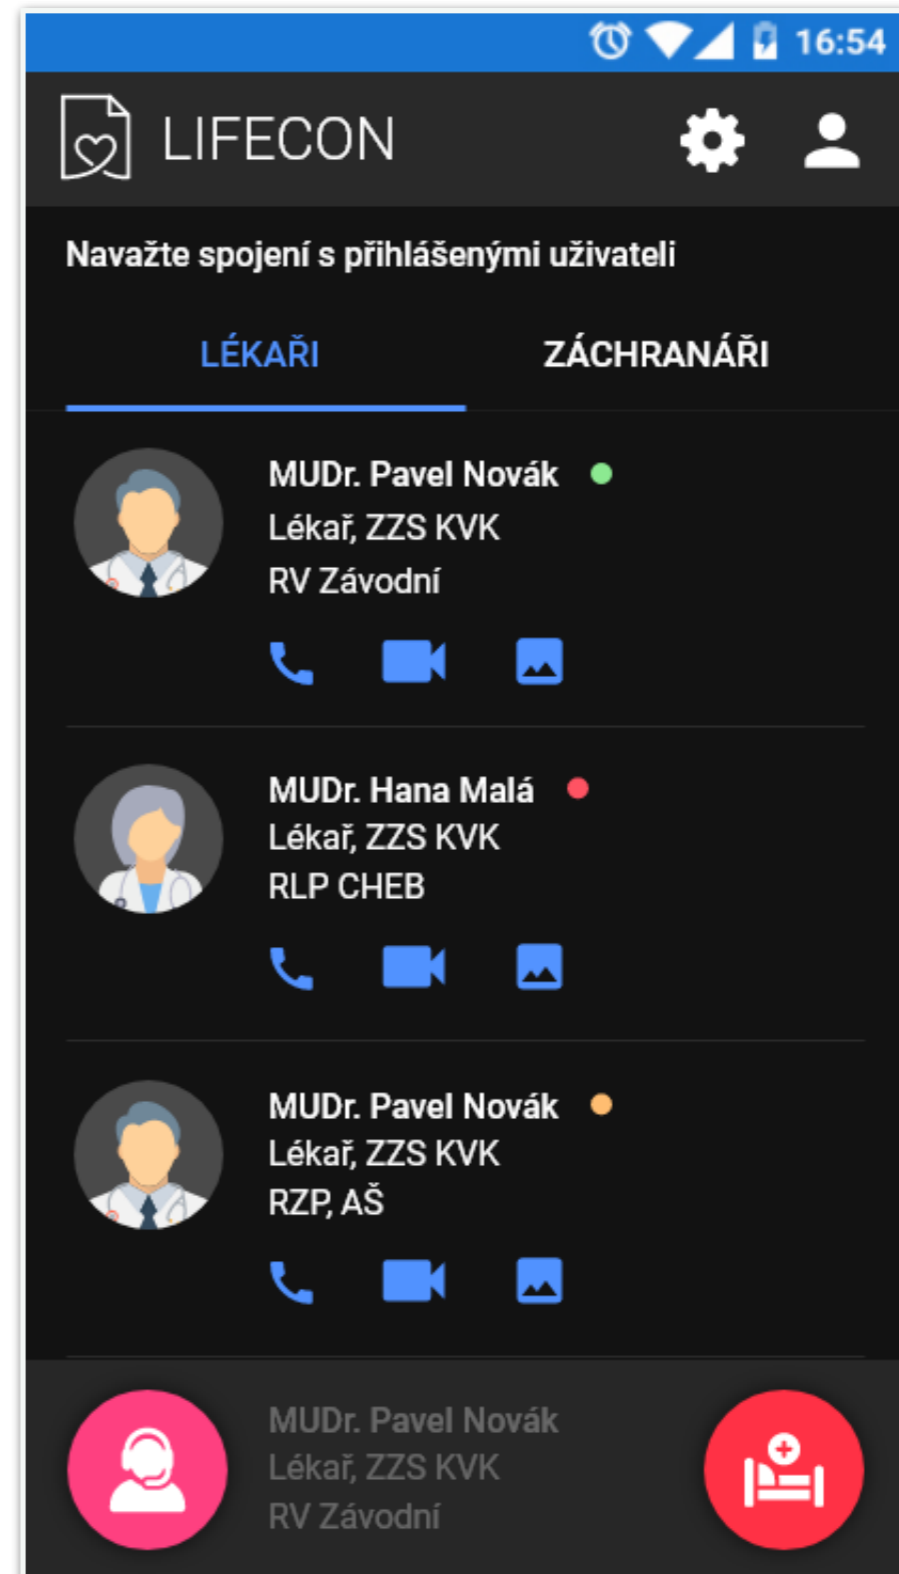 16:54
LIFECON
Navažte spojení s přihlášenými uživateli
LÉKAŘI
ZÁCHRANÁŘI
MUDr. Pavel Novák
Lékař, ZZS KVK
RV Závodní
MUDr. Hana Malá
Lékař, ZZS KVK
RLP CHEB
MUDr. Pavel Novák
Lékař, ZZS KVK
RZP, AŠ
MUDr. Pavel Novák
Lékař, ZZS KVK
RV Závodní